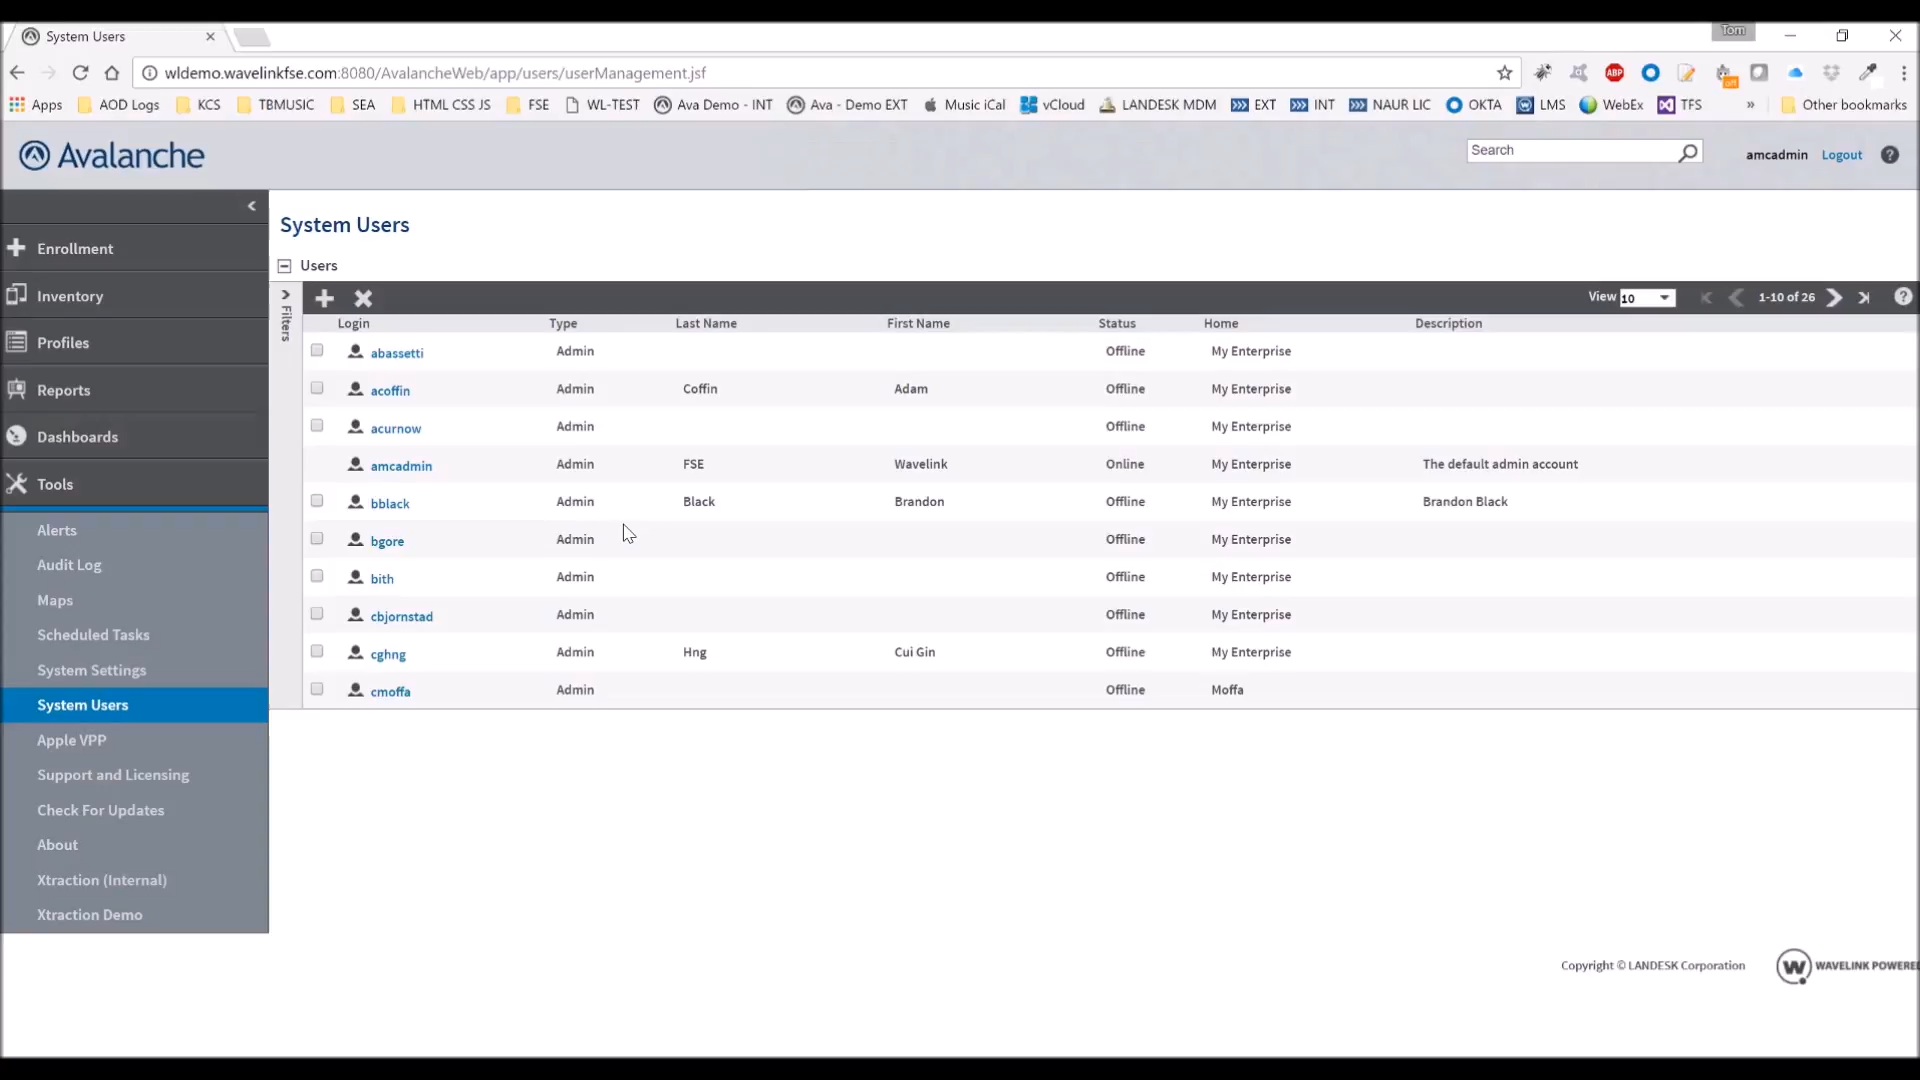 System Users
Tom
wldemo.wavelinkfse.com:8080/AvalancheWeb/app/users/userManagement.jsf
ABP
off
Apps AOD Logs KCS TBMUSIC SEA HTML CSS JS FSE WL-TEST Ava Demo - INT Ava - Demo EXT Music iCal vCloud LANDESK MDM EXT INT NAUR LIC OKTA LMS WebEx TFS » Other bookmarks
Avalanche
Search
amcadmin Logout ?
Enrollment
Inventory
Profiles
Reports
Dashboards
Tools
Alerts
Audit Log
Maps
Scheduled Tasks
System Settings
System Users
Apple VPP
Support and Licensing
Check For Updates
About
Xtraction (Internal)
Xtraction Demo
System Users
Users
Filters
View 10 1-10 of 26 ?
Login Type Last Name First Name Status Home Description
abassetti Admin Offline My Enterprise
acoffin Admin Coffin Adam Offline My Enterprise
acurnow Admin Offline My Enterprise
amcadmin Admin FSE Wavelink Online My Enterprise The default admin account
bblack Admin Black Brandon Offline My Enterprise Brandon Black
bgore Admin Offline My Enterprise
bith Admin Offline My Enterprise
cbjornstad Admin Offline My Enterprise
cghng Admin Hng Cui Gin Offline My Enterprise
cmoffa Admin Offline Moffa
Copyright © LANDESK Corporation
W WAVELINK POWERE